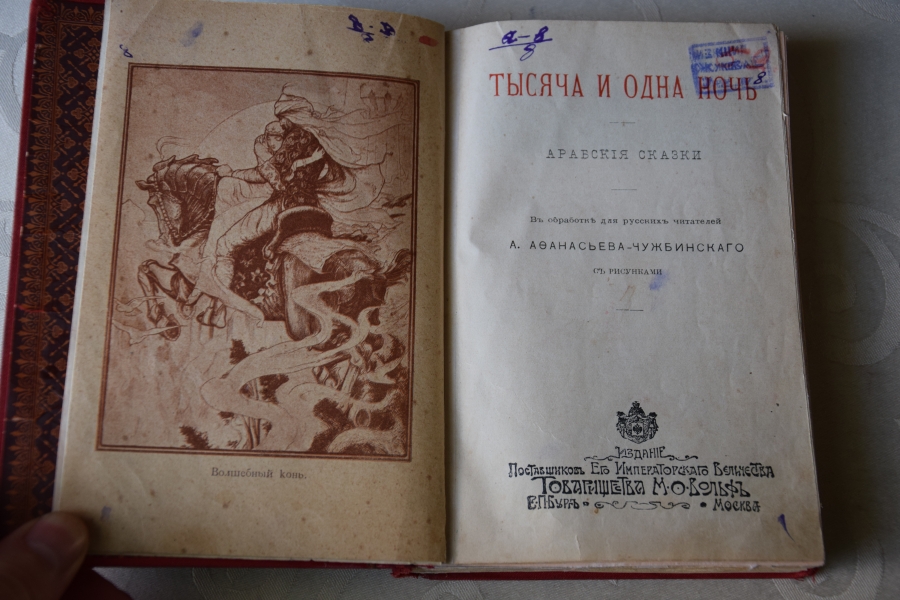 Волшебный конь.
ТЫСЯЧА И ОДНА НОЧЬ
АРАБСКІЯ СКАЗКИ
Въ обработкѣ для русскихъ читателей
А. АѲАНАСЬЕВА-ЧУЖБИНСКАГО
СЪ РИСУНКАМИ
ИЗДАНІЕ
ПОСТАВЩИКОВЪ ЕГО ИМПЕРАТОРСКАГО ВЕЛИЧЕСТВА
ТОВАРИЩЕСТВА М. О. ВОЛЬФЪ
С.П.БУРГЪ МОСКВА